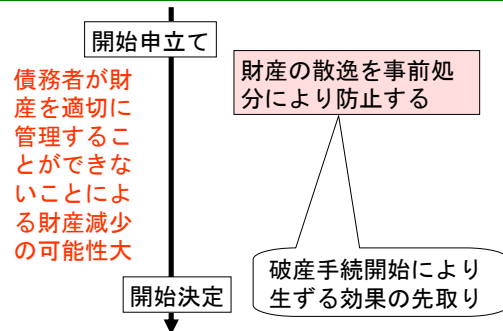 開始申立て
債務者が財
産を適切に
管理するこ
とができな
いことによ
る財産減少
の可能性大
財産の散逸を事前処
分により防止する
破産手続開始により
生ずる効果の先取り
開始決定